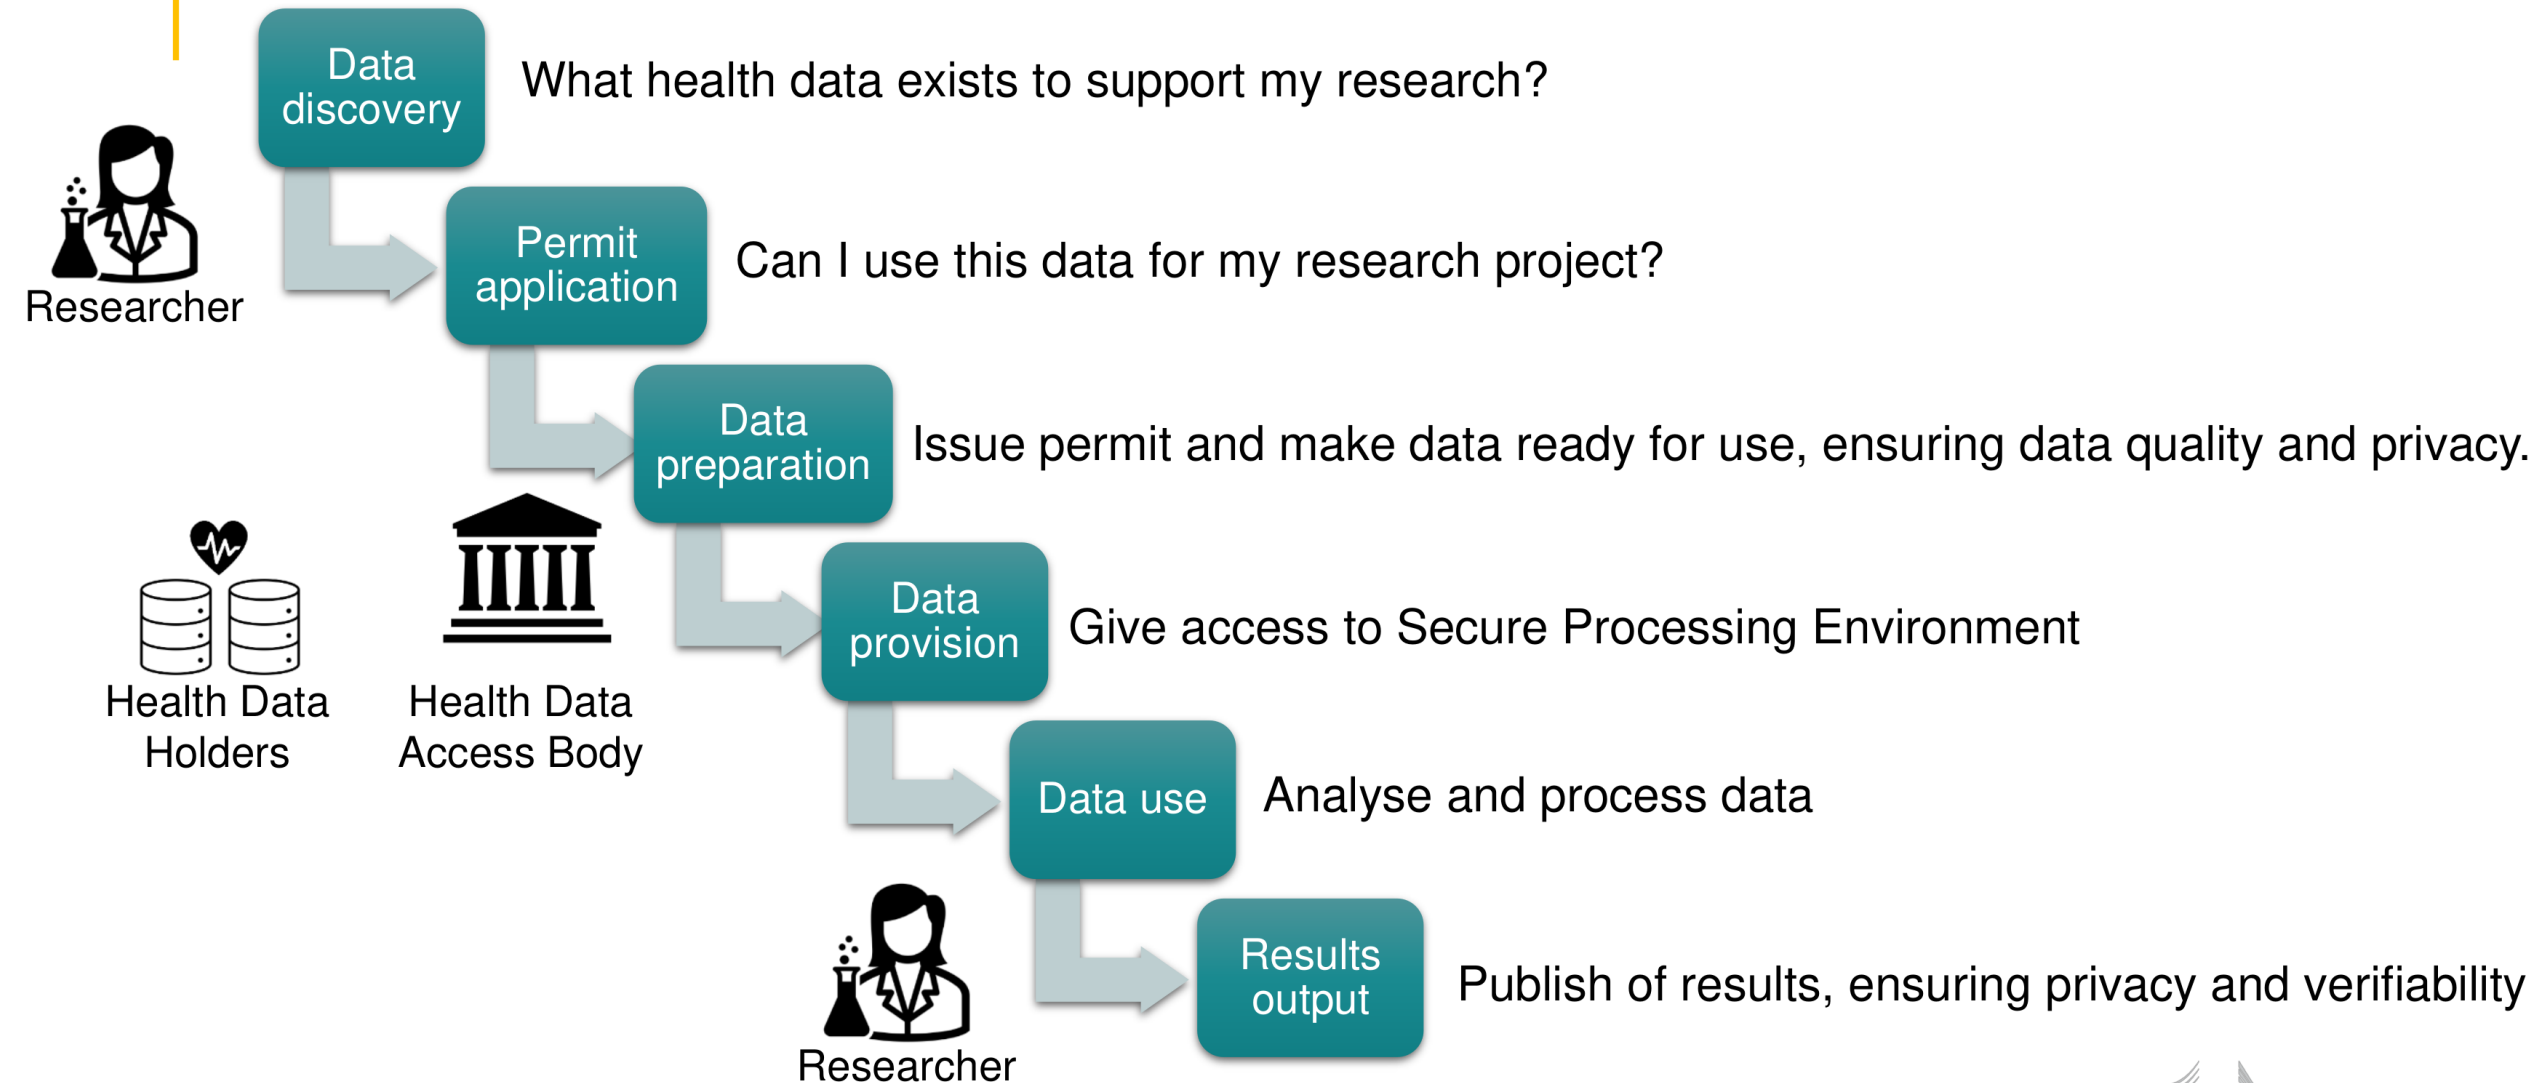 Data
discovery
What health data exists to support my research?
Researcher
Permit
application
Can I use this data for my research project?
Data
preparation
Issue permit and make data ready for use, ensuring data quality and privacy.
Health Data
Holders
Health Data
Access Body
Data
provision
Give access to Secure Processing Environment
Data use
Analyse and process data
Researcher
Results
output
Publish of results, ensuring privacy and verifiability